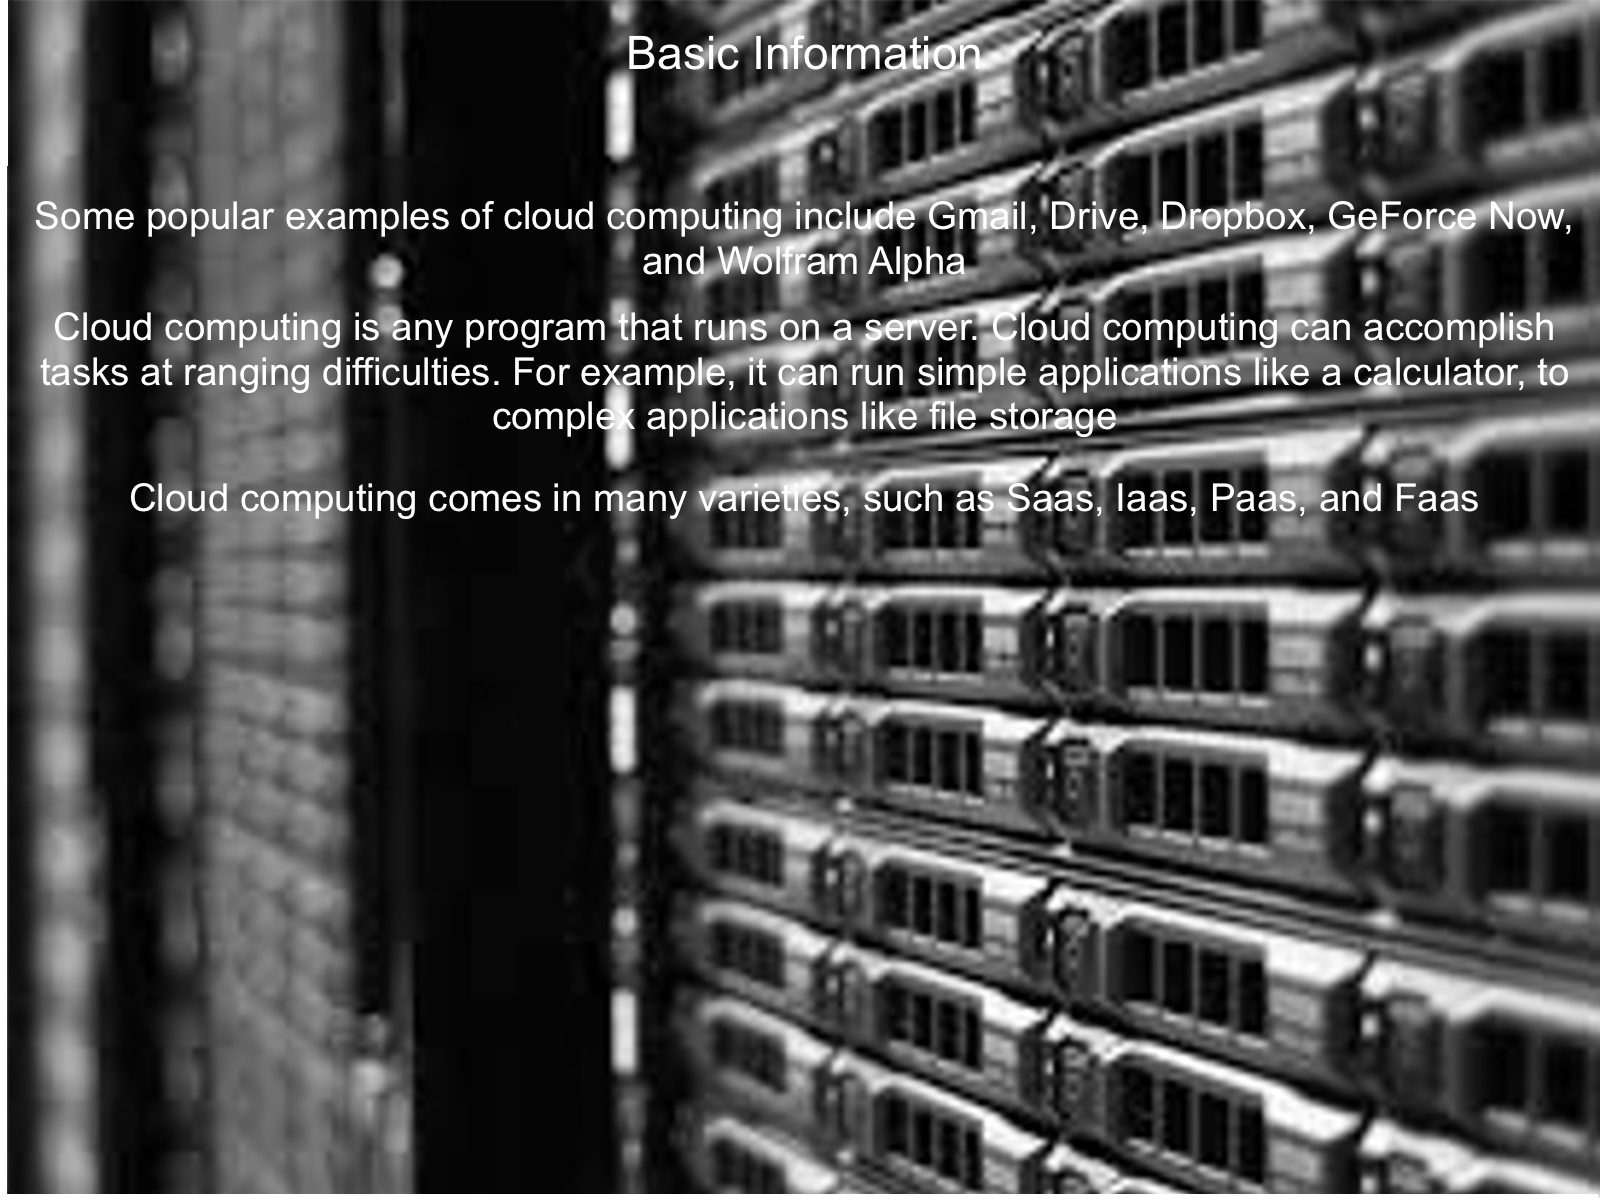 Basic Information
Some popular examples of cloud computing include Gmail, Drive, Dropbox, GeForce Now,
and Wolfram Alpha
Cloud computing is any program that runs on a server. Cloud computing can accomplish
tasks at ranging difficulties. For example, it can run simple applications like a calculator, to
complex applications like file storage
Cloud computing comes in many varieties, such as Saas, Iaas, Paas, and Faas